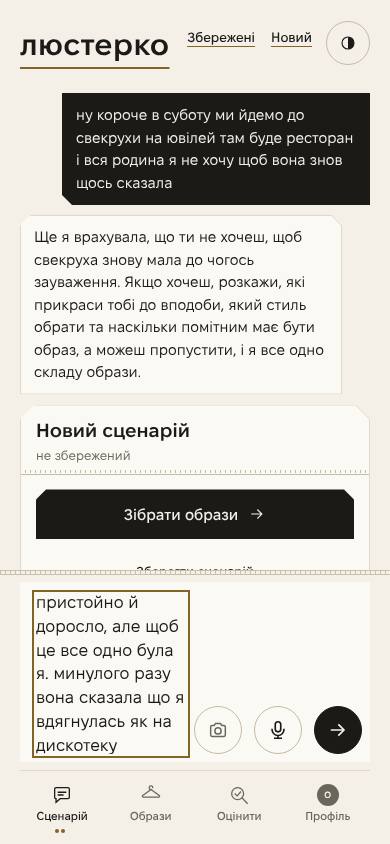 люстерко
Збережені
Новий
ну короче в суботу ми йдемо до
свекрухи на ювілей там буде ресторан
і вся родина я не хочу щоб вона знов
щось сказала
Ще я врахувала, що ти не хочеш, щоб
свекруха знову мала до чогось
зауваження. Якщо хочеш, розкажи, які
прикраси тобі до вподоби, який стиль
обрати та наскільки помітним має бути
образ, а можеш пропустити, і я все одно
складу образи.
Новий сценарій
не збережений
Зібрати образи
Зберегти сценарій
пристойно й
доросло, але щоб
це все одно була
я. минулого разу
вона сказала що я
вдягнулась як на
дискотеку
Сценарій
Образи
Оцінити
Профіль